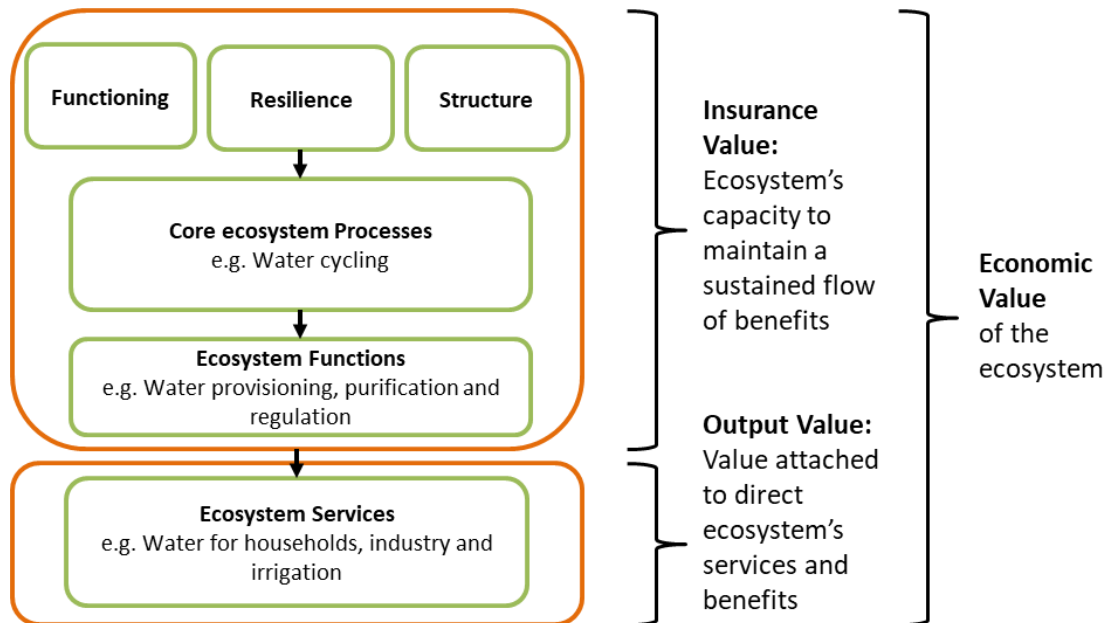 Functioning
Resilience
Structure
Core ecosystem Processes
e.g. Water cycling
Ecosystem Functions
e.g. Water provisioning, purification and
regulation
Ecosystem Services
e.g. Water for households, industry and
irrigation
Insurance
Value:
Ecosystem’s
capacity to
maintain a
sustained flow
of benefits
Output Value:
Value attached
to direct
ecosystem’s
services and
benefits
Economic
Value
of the
ecosystem